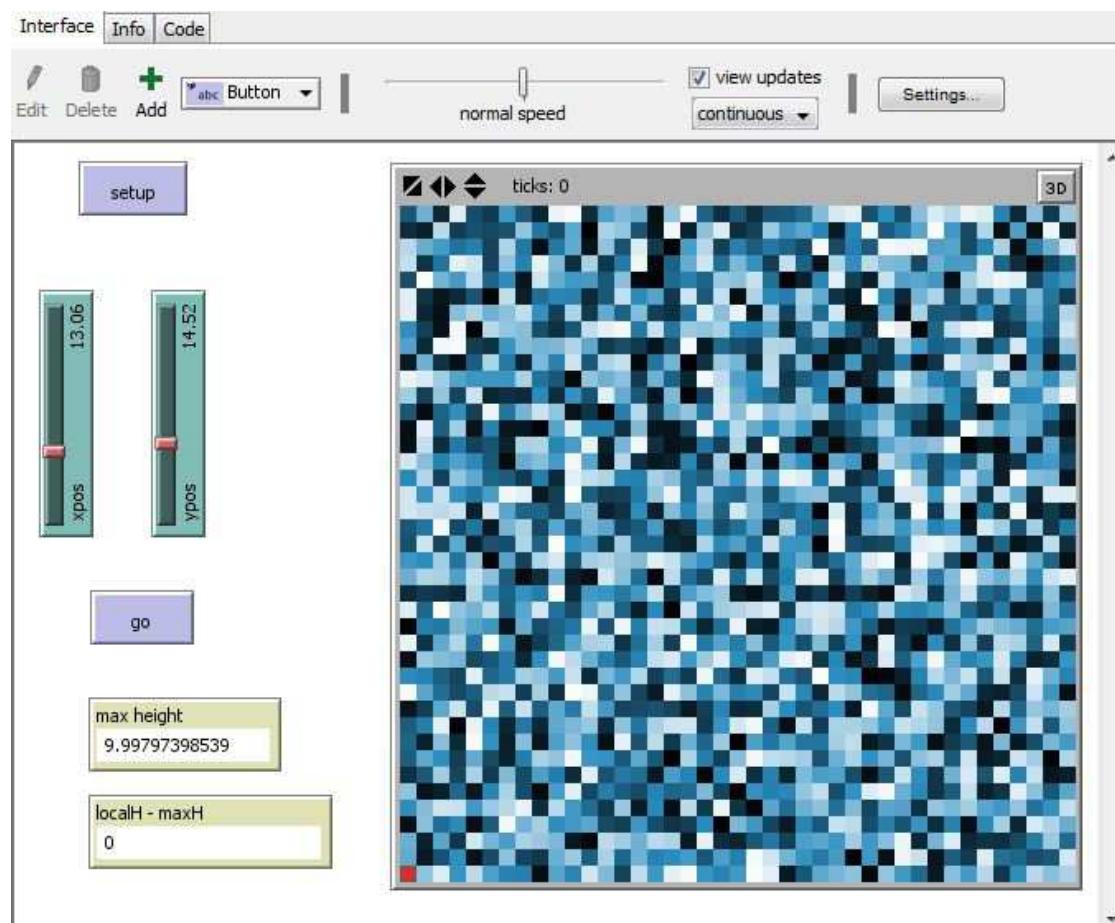 Interface Info Code
Edit Delete Add abc Button normal speed view updates continuous Settings...
setup
ticks: 0 3D
13.06 14.52
xpos ypos
go
max height
9.99797398539
localH - maxH
0